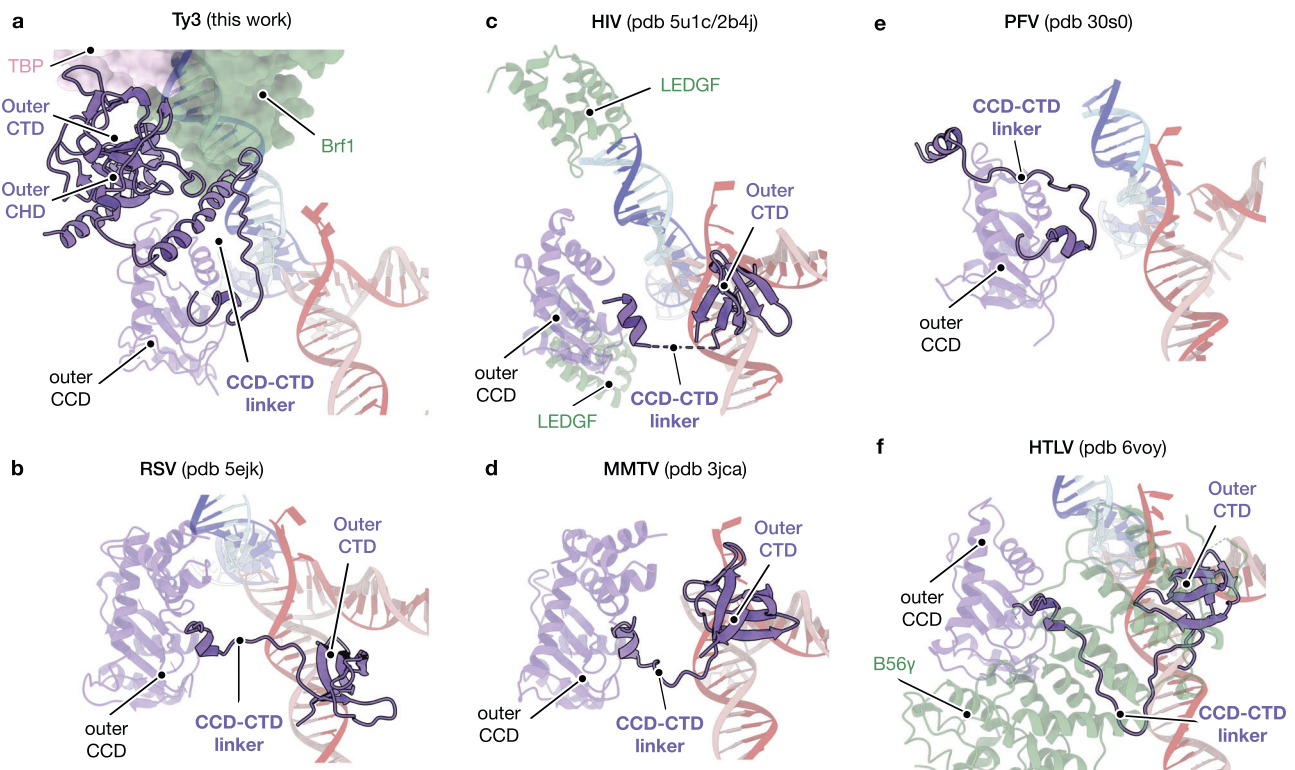 a
Ty3 (this work)
TBP
Outer
CTD
Outer
CHD
Brf1
outer
CCD
CCD-CTD
linker
b
RSV (pdb 5ejk)
Outer
CTD
outer
CCD
CCD-CTD
linker
c
HIV (pdb 5u1c/2b4j)
LEDGF
Outer
CTD
outer
CCD
LEDGF
CCD-CTD
linker
d
MMTV (pdb 3jca)
Outer
CTD
outer
CCD
CCD-CTD
linker
e
PFV (pdb 30s0)
CCD-CTD
linker
outer
CCD
f
HTLV (pdb 6voy)
Outer
CTD
outer
CCD
B56γ
CCD-CTD
linker